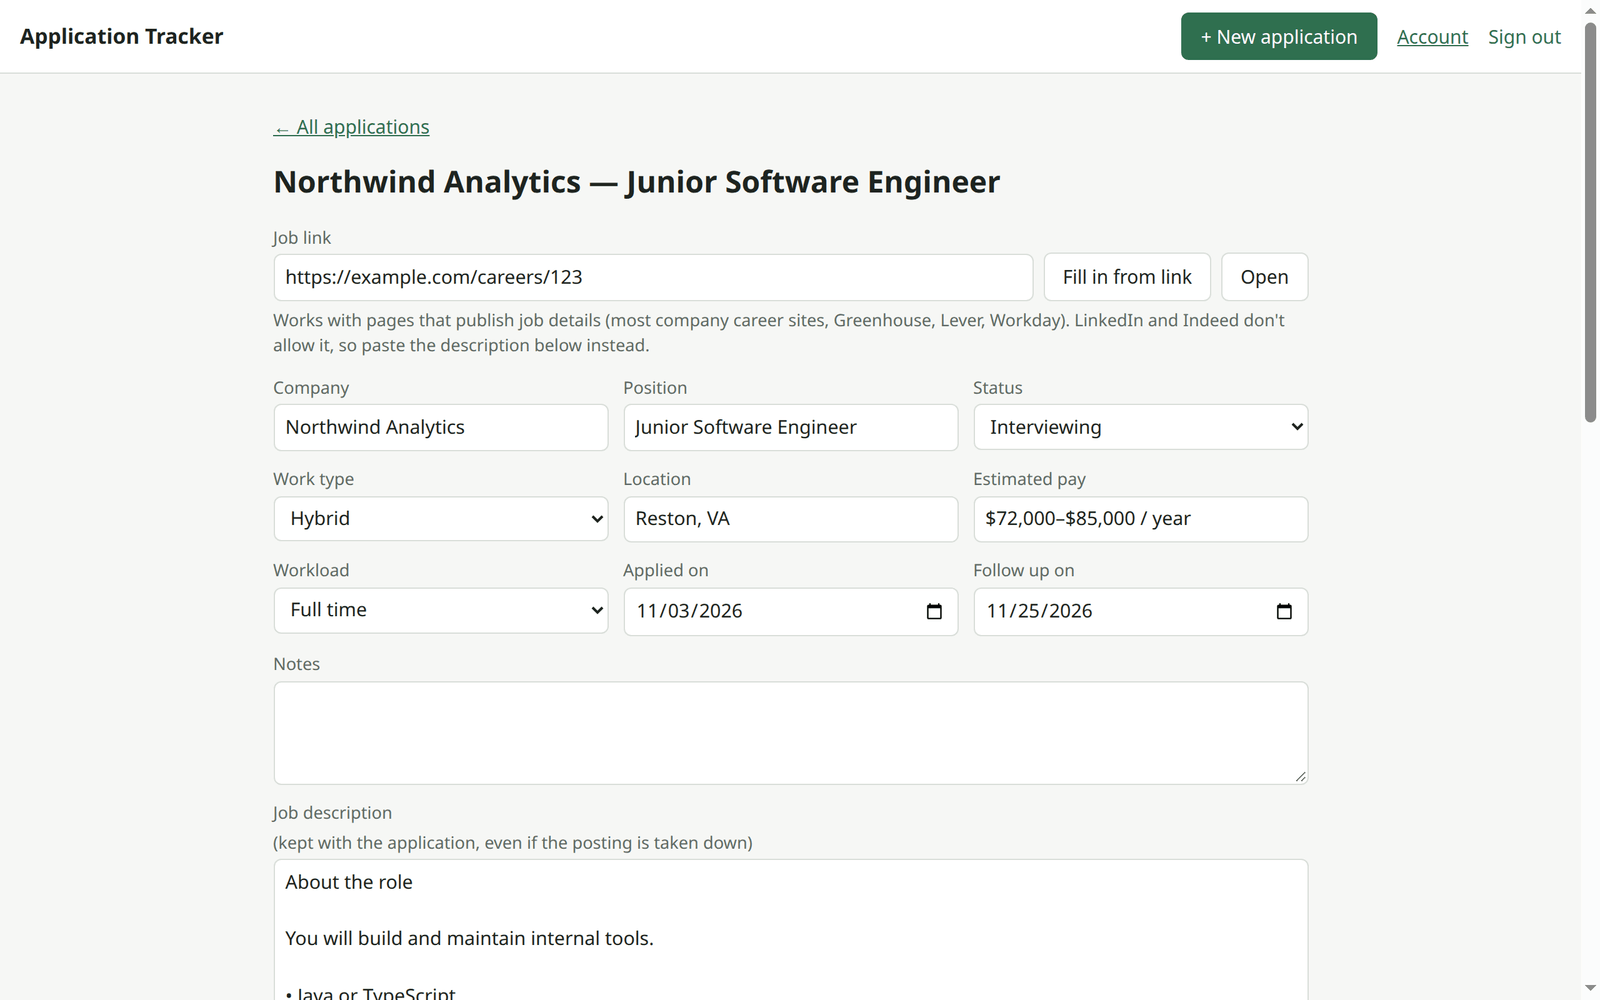 Application Tracker
+ New application
Account
Sign out
← All applications
Northwind Analytics — Junior Software Engineer
Job link
https://example.com/careers/123
Fill in from link
Open
Works with pages that publish job details (most company career sites, Greenhouse, Lever, Workday). LinkedIn and Indeed don't
allow it, so paste the description below instead.
Company
Position
Status
Northwind Analytics
Junior Software Engineer
Interviewing
Work type
Location
Estimated pay
Hybrid
Reston, VA
$72,000–$85,000 / year
Workload
Applied on
Follow up on
Full time
11/03/2026
11/25/2026
Notes
Job description
(kept with the application, even if the posting is taken down)
About the role
You will build and maintain internal tools.
• Java or TypeScript